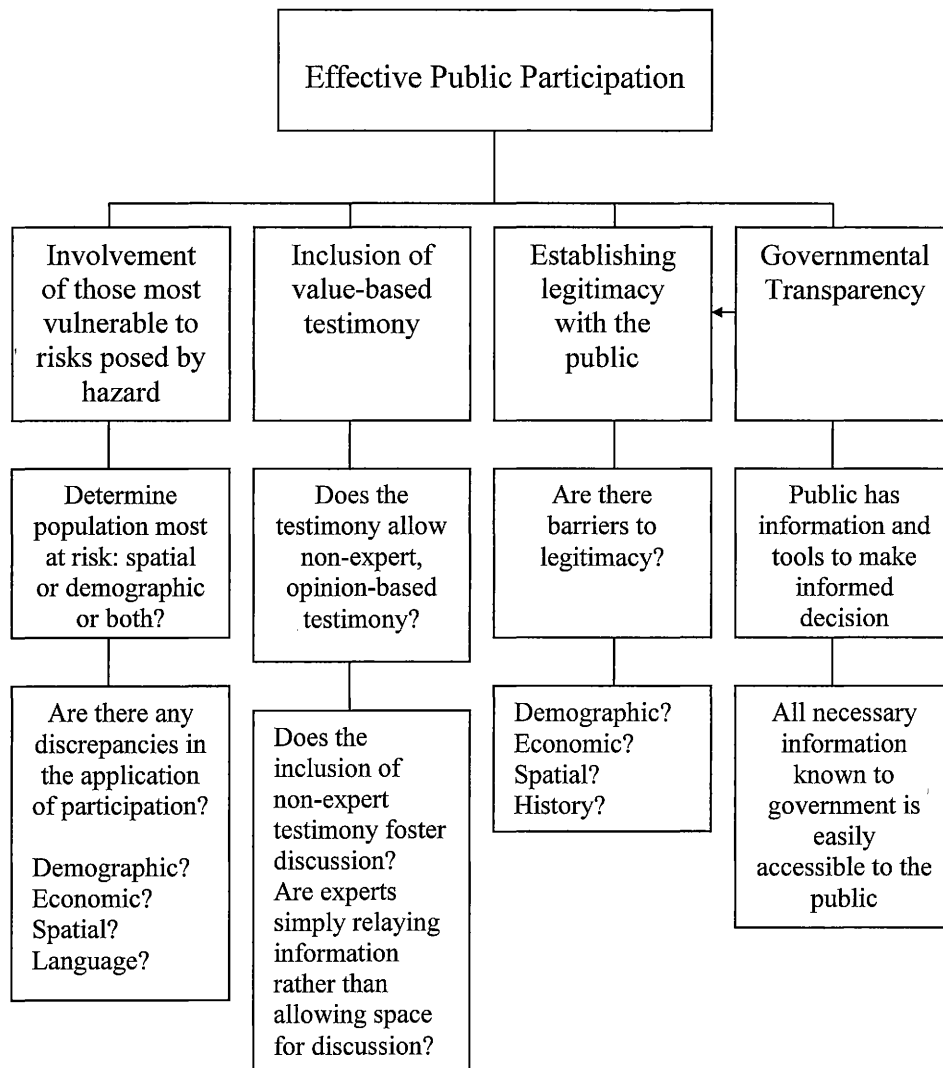 Effective Public Participation
Involvement
of those most
vulnerable to
risks posed by
hazard
Inclusion of
value-based
testimony
Establishing
legitimacy
with the
public
Governmental
Transparency
Determine
population most
at risk: spatial
or demographic
or both?
Does the
testimony allow
non-expert,
opinion-based
testimony?
Are there
barriers to
legitimacy?
Public has
information and
tools to make
informed
decision
Are there any
discrepancies in
the application
of participation?
Demographic?
Economic?
Spatial?
Language?
Does the
inclusion of
non-expert
testimony foster
discussion?
Are experts
simply relaying
information
rather than
allowing space
for discussion?
Demographic?
Economic?
Spatial?
History?
All necessary
information
known to
government is
easily
accessible to the
public